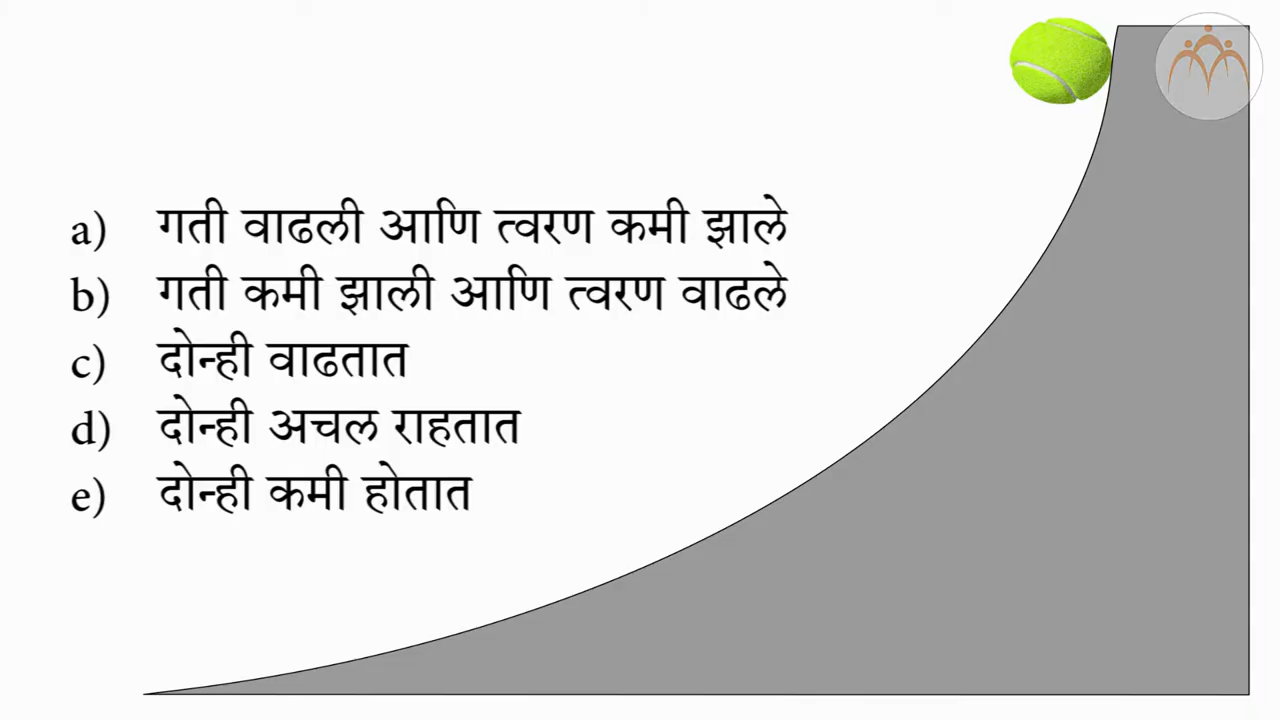 a) गती वाढली आणि त्वरण कमी झाले
b) गती कमी झाली आणि त्वरण वाढले
c) दोन्ही वाढतात
d) दोन्ही अचल राहतात
e) दोन्ही कमी होतात